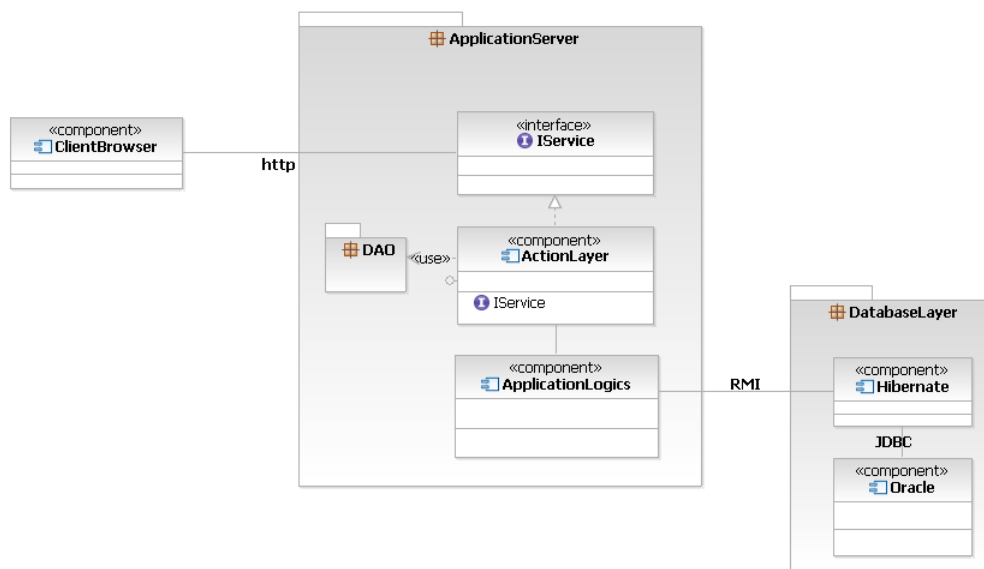 ApplicationServer
«component»
ClientBrowser
http
«interface»
IService
DAO
«use»
«component»
ActionLayer
IService
«component»
ApplicationLogics
RMI
DatabaseLayer
«component»
Hibernate
JDBC
«component»
Oracle